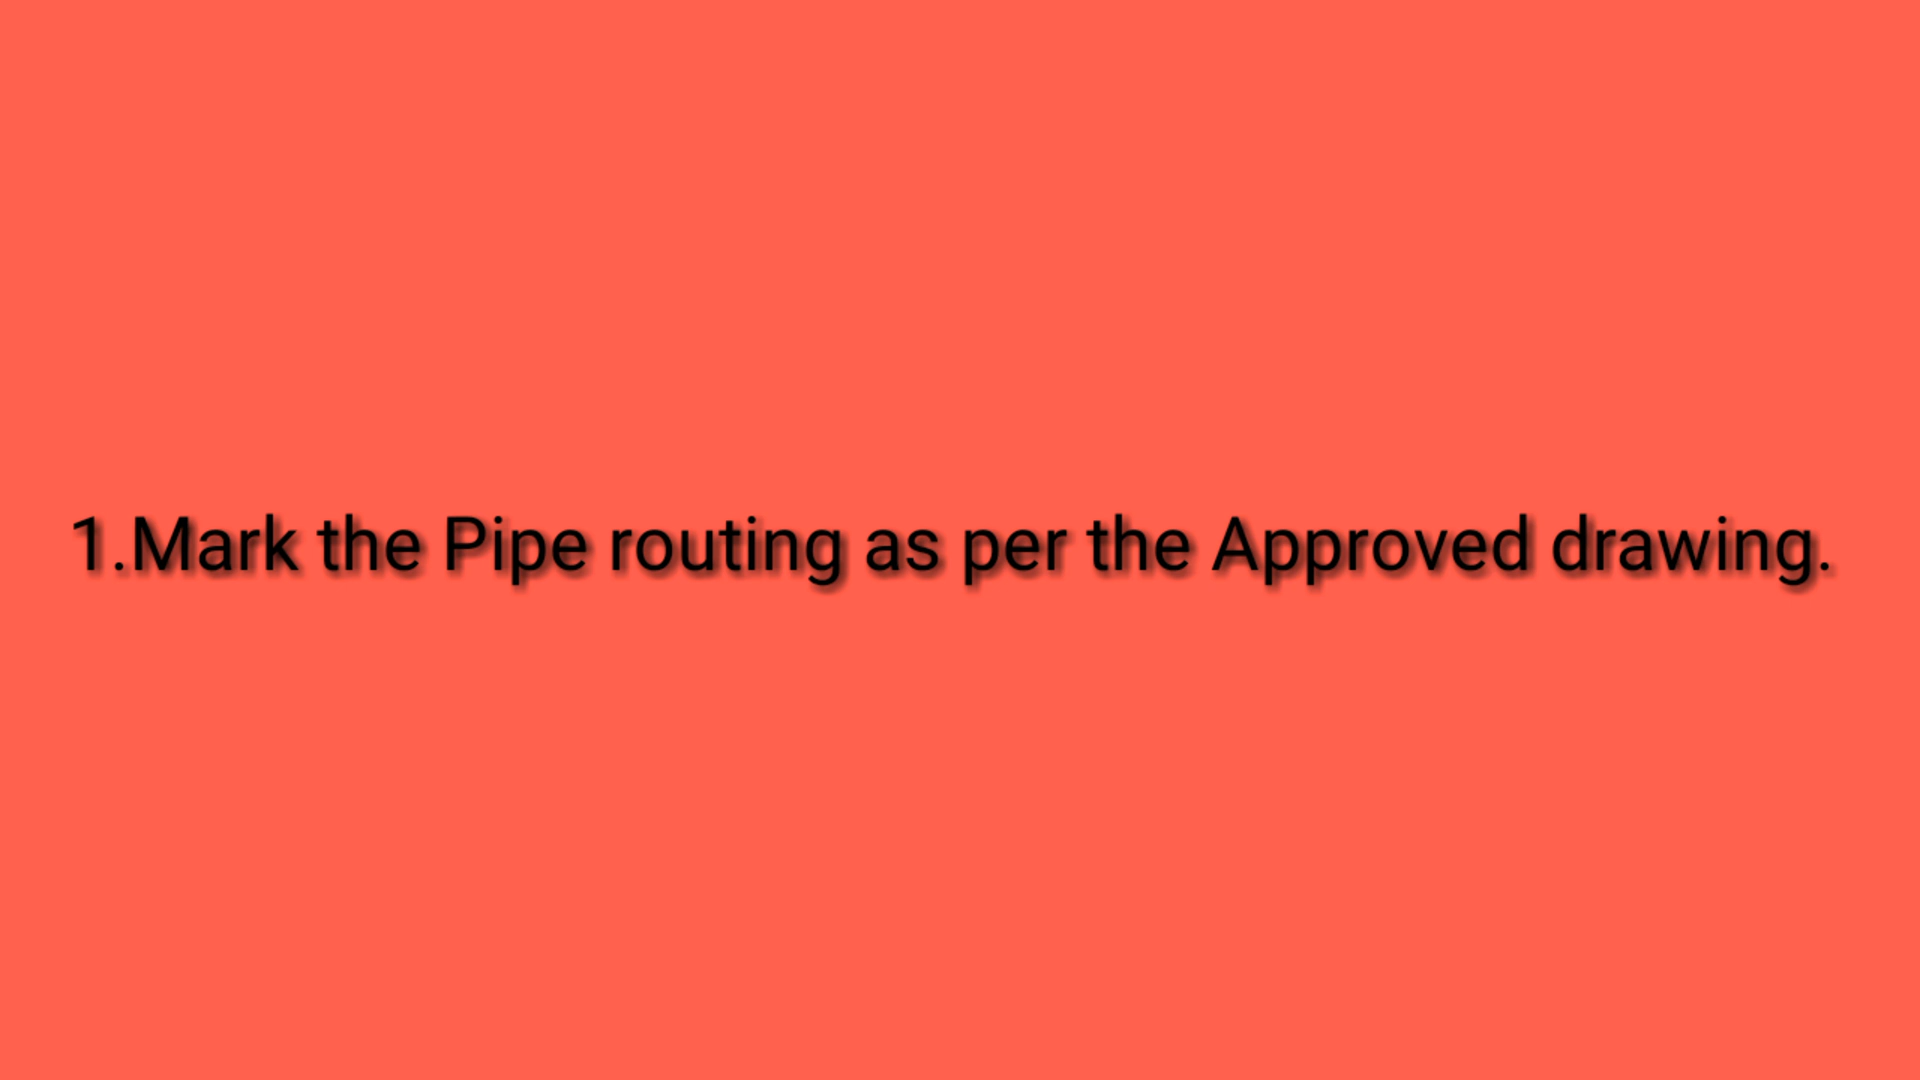 1.Mark the Pipe routing as per the Approved drawing.